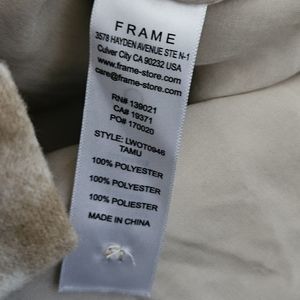 FRAME
3578 HAYDEN AVENUE STE N-1
Culver City CA 90232 USA
www.frame-store.com
care@frame-store.com
RN# 139021
CA# 19371
PO# 170020
STYLE: LWOT0946
TAMU
100% POLYESTER
100% POLYESTER
100% POLIESTER
MADE IN CHINA